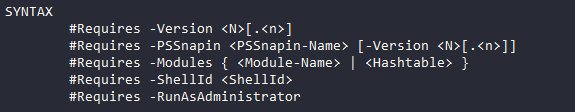 SYNTAX
#Requires -Version <N>[.<n>]
#Requires -PSSnapin <PSSnapin-Name> [-Version <N>[.<n>]]
#Requires -Modules { <Module-Name> | <Hashtable> }
#Requires -ShellId <ShellId>
#Requires -RunAsAdministrator